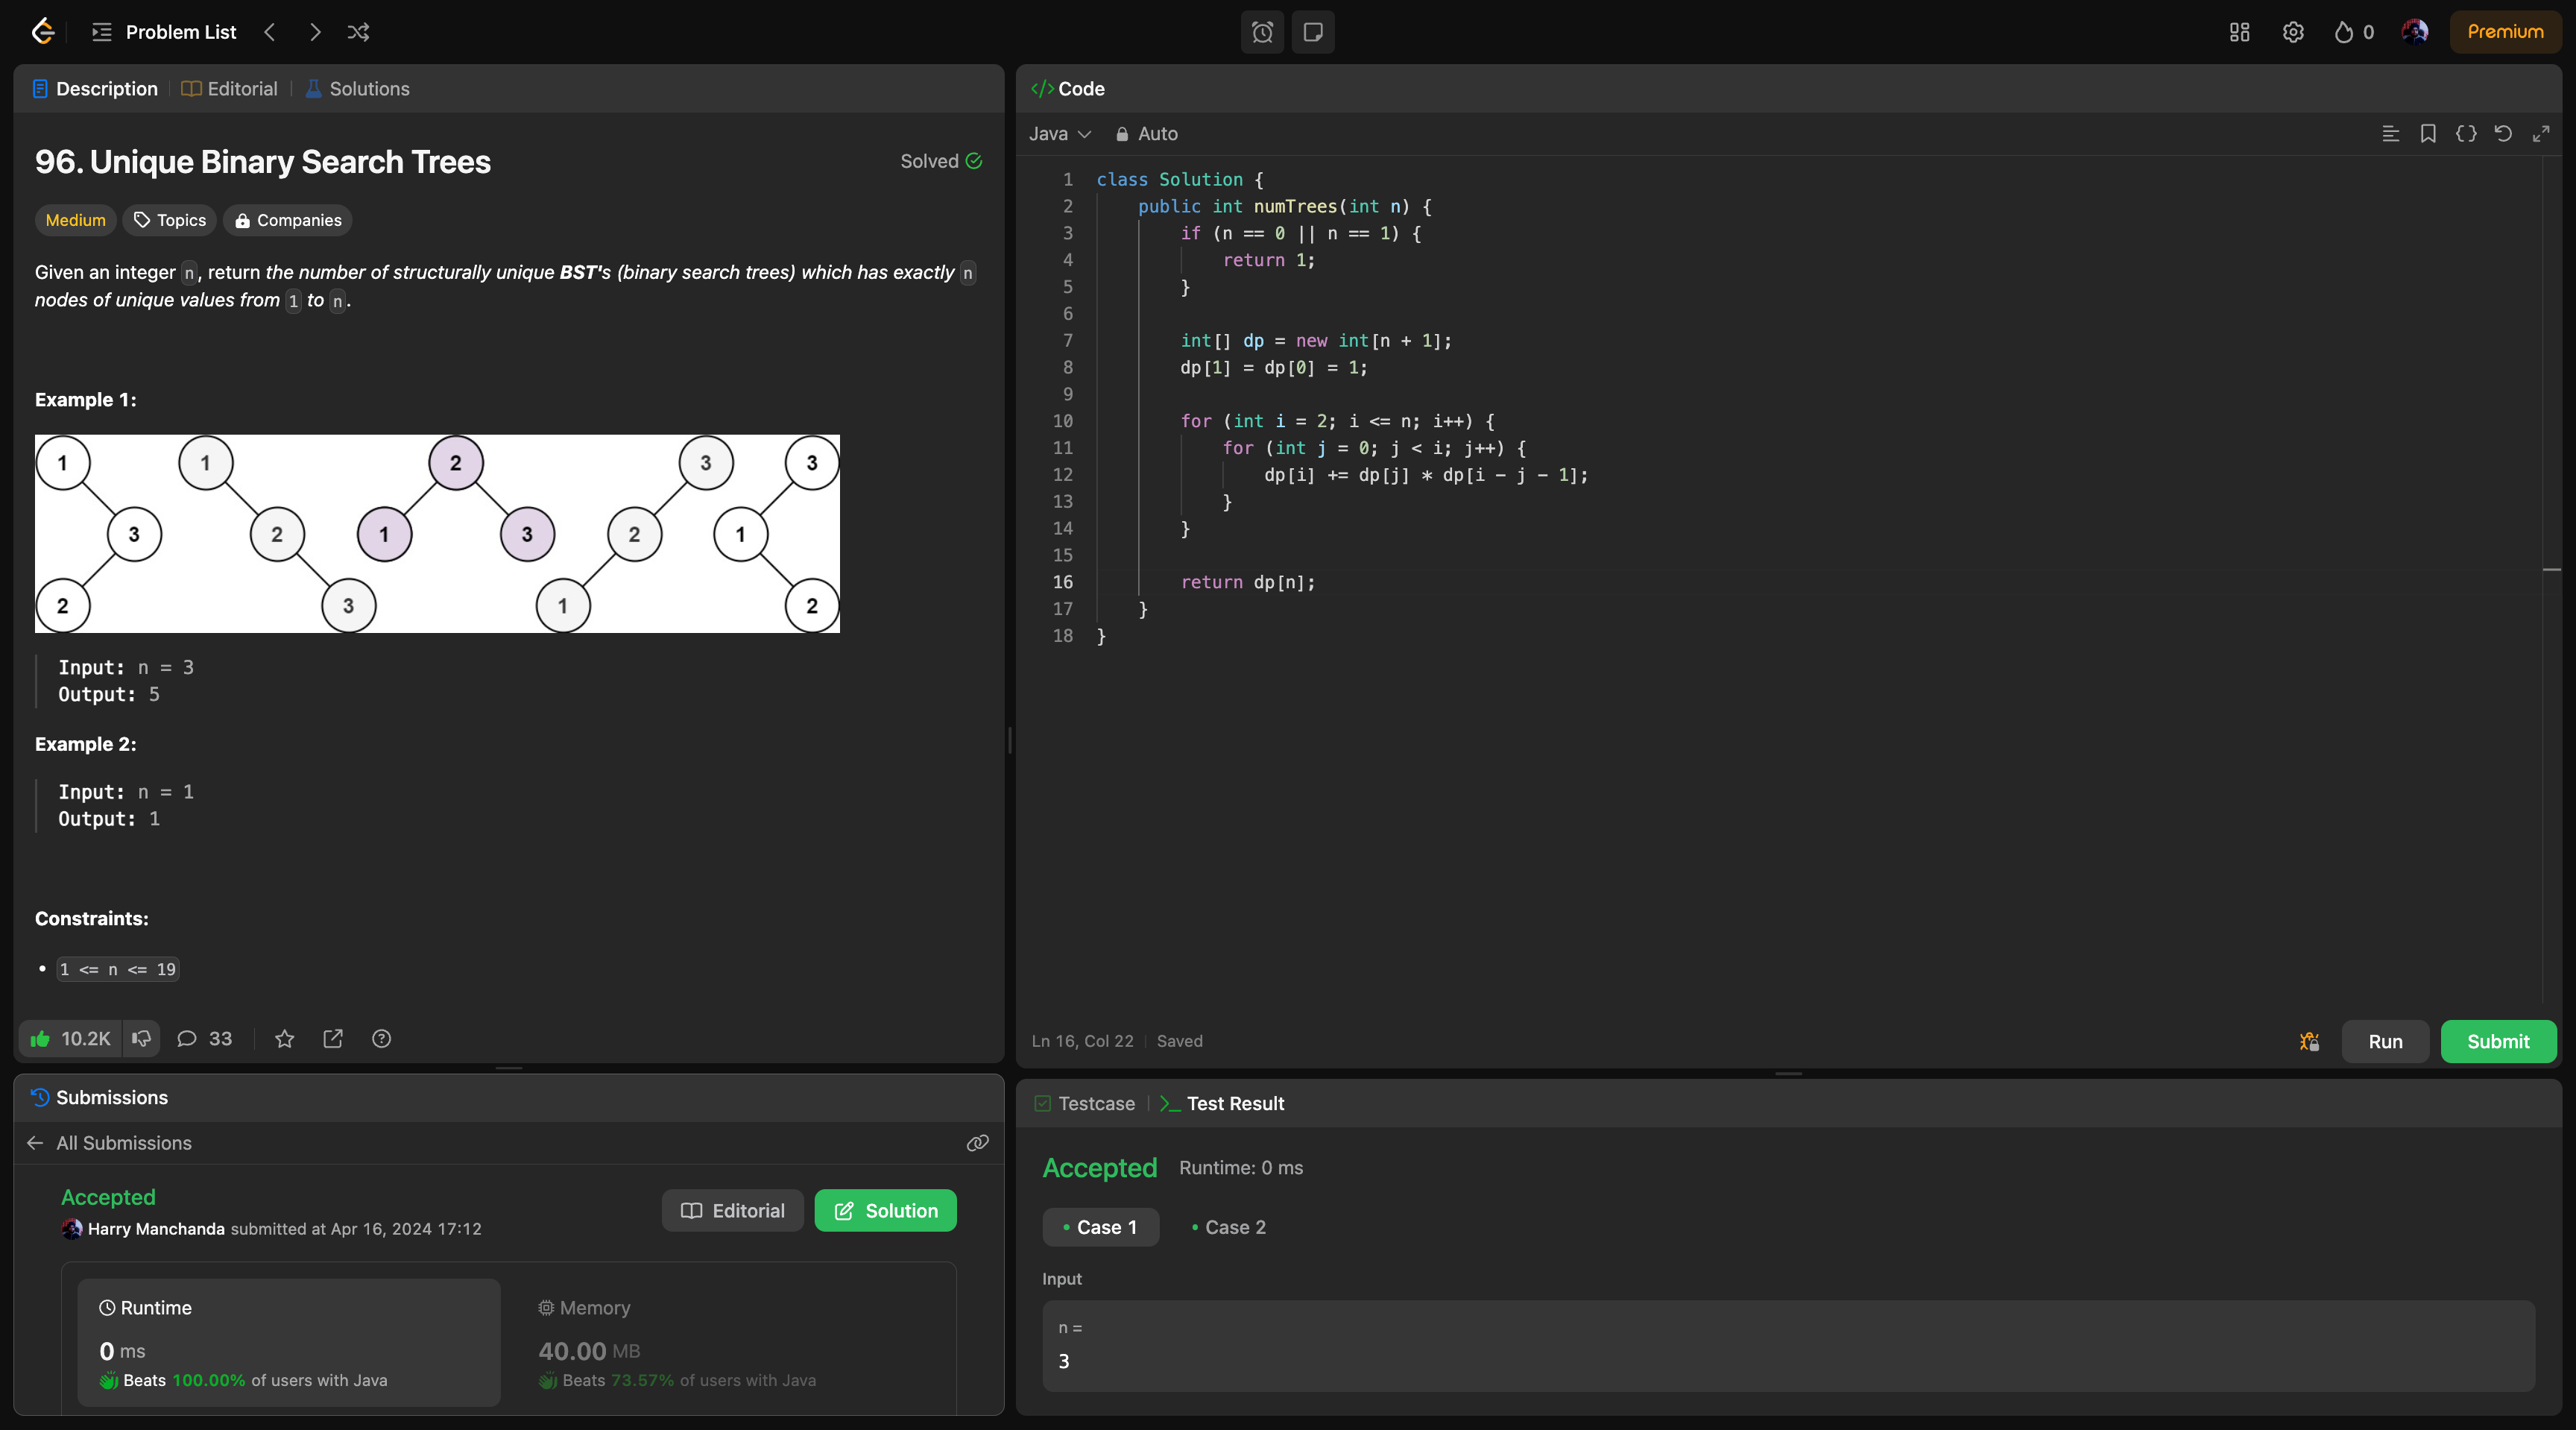 Problem List
0
Premium
Description
Editorial
Solutions
96. Unique Binary Search Trees
Solved
Medium
Topics
Companies
Given an integer n, return the number of structurally unique BST's (binary search trees) which has exactly n
nodes of unique values from 1 to n.
Example 1:
1 1 2 3 3
3 2 1 3 2 1
2 3 1 2
Input: n = 3
Output: 5
Example 2:
Input: n = 1
Output: 1
Constraints:
• 1 <= n <= 19
10.2K
33
Submissions
All Submissions
Accepted
Harry Manchanda submitted at Apr 16, 2024 17:12
Editorial
Solution
Runtime
0 ms
Beats 100.00% of users with Java
Memory
40.00 MB
Beats 73.57% of users with Java
</> Code
Java
Auto
1 class Solution {
2     public int numTrees(int n) {
3         if (n == 0 || n == 1) {
4             return 1;
5         }
6
7         int[] dp = new int[n + 1];
8         dp[1] = dp[0] = 1;
9
10         for (int i = 2; i <= n; i++) {
11             for (int j = 0; j < i; j++) {
12                 dp[i] += dp[j] * dp[i - j - 1];
13             }
14         }
15
16         return dp[n];
17     }
18 }
Ln 16, Col 22
Saved
Run
Submit
Testcase
Test Result
Accepted
Runtime: 0 ms
• Case 1
• Case 2
Input
n =
3